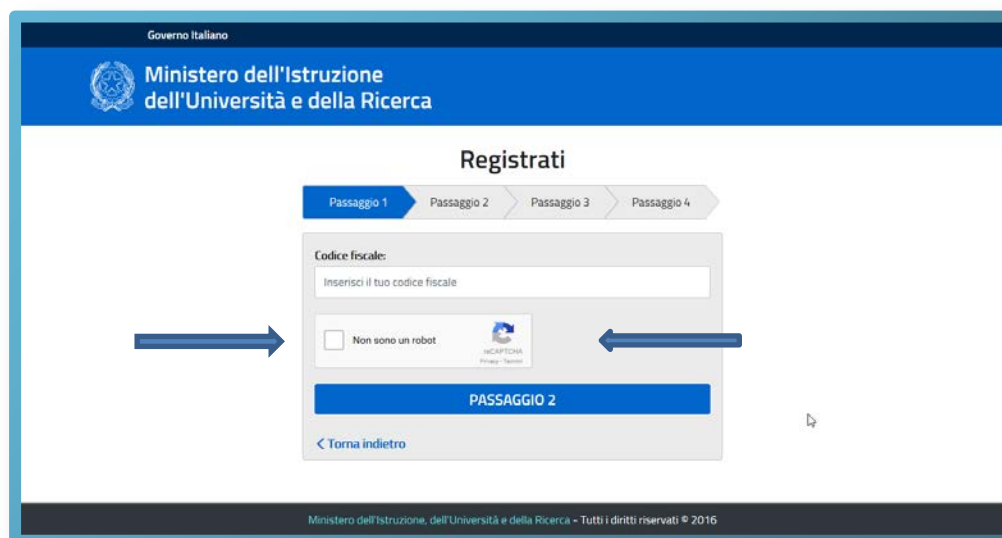 Governo Italiano
Ministero dell'Istruzione
dell'Università e della Ricerca
Registrati
Passaggio 1 Passaggio 2 Passaggio 3 Passaggio 4
Codice fiscale:
Inserisci il tuo codice fiscale
Non sono un robot
reCAPTCHA
Privacy - Termini
PASSAGGIO 2
Torna indietro
Ministero dell'Istruzione, dell'Università e della Ricerca - Tutti i diritti riservati © 2016